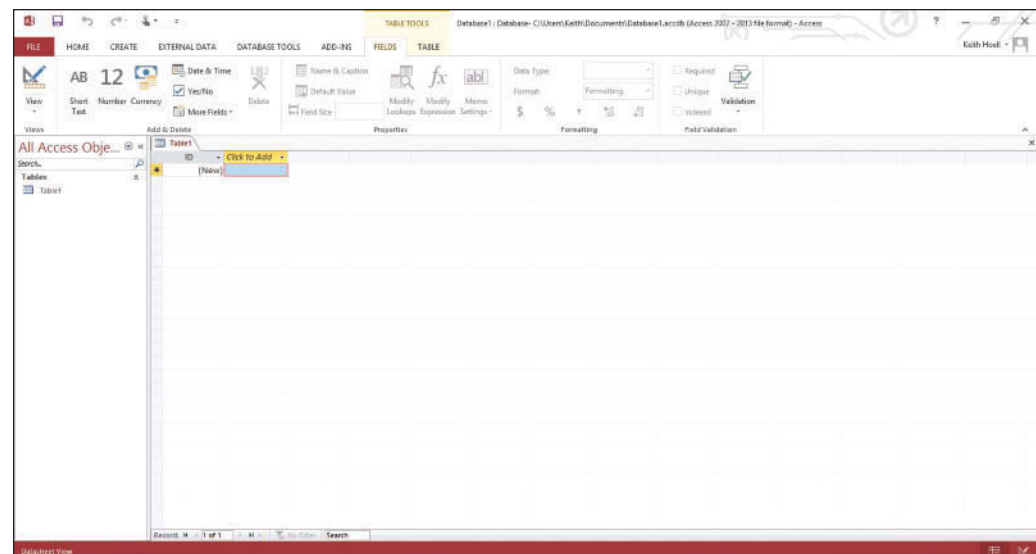 TABLE TOOLS
Database1 : Database- C:\Users\Keith\Documents\Database1.accdb (Access 2007 - 2013 file format) - Access
?
FILE HOME CREATE EXTERNAL DATA DATABASE TOOLS ADD-INS FIELDS TABLE
Keith Hoell
View
AB Short Text
12 Number
Currency
Date & Time
Yes/No
More Fields
Delete
Name & Caption
Default Value
Field Size
Modify Lookups
fx Modify Expression
ab Memo Settings
Data Type:
Format: Formatting
$ % ,
Required
Unique
Indexed
Validation
Views Add & Delete Properties Formatting Field Validation
All Access Obje...
Search..
Tables
Table1
Table1
ID Click to Add
(New)
Record: 1 of 1 No Filter Search
Datasheet View